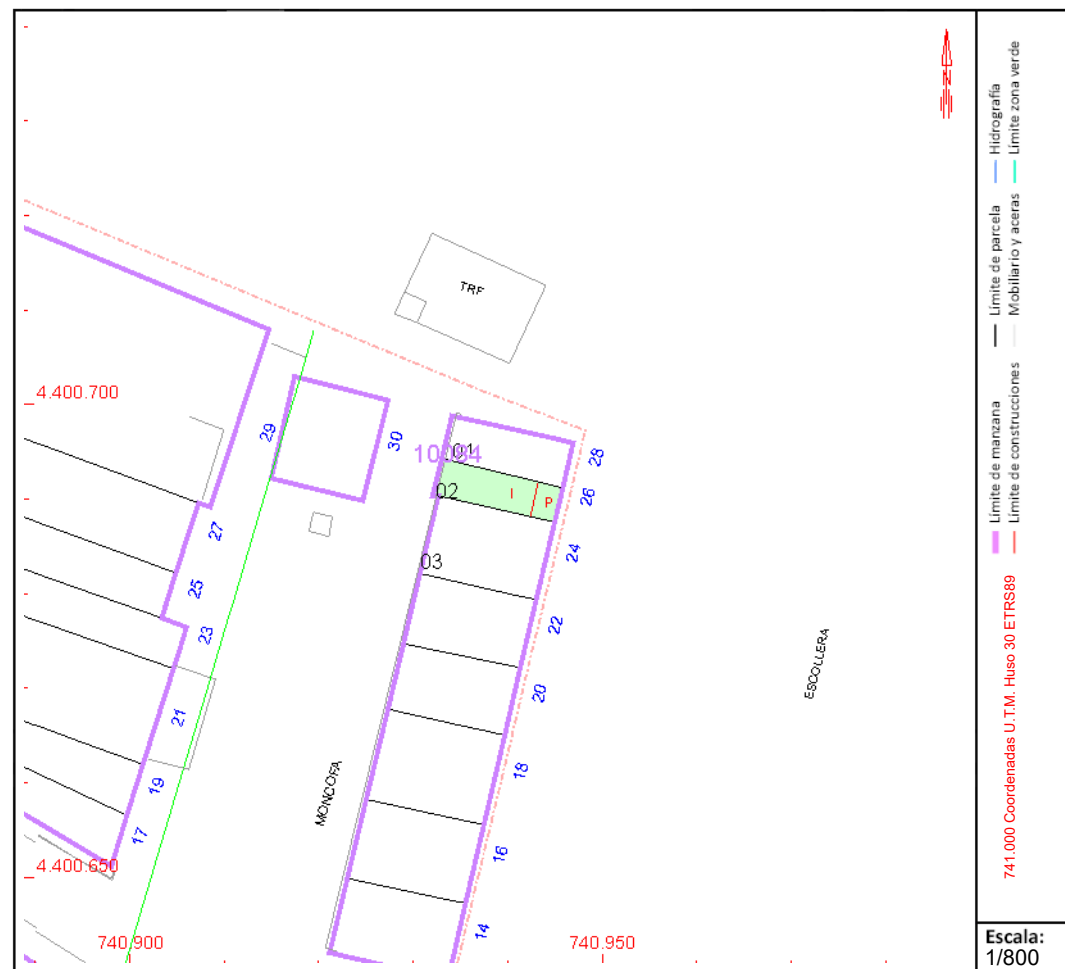 N
TRF
4.400.700
29
30
10084
01
28
02
I
P
26
27
24
03
25
22
23
ESCOLLERA
20
21
18
19
MONCOFA
17
16
4.400.650
14
740.900
740.950
Límite de manzana
Límite de parcela
Hidrografía
Límite de construcciones
Mobiliario y aceras
Límite zona verde
741.000 Coordenadas U.T.M. Huso 30 ETRS89
Escala:
1/800